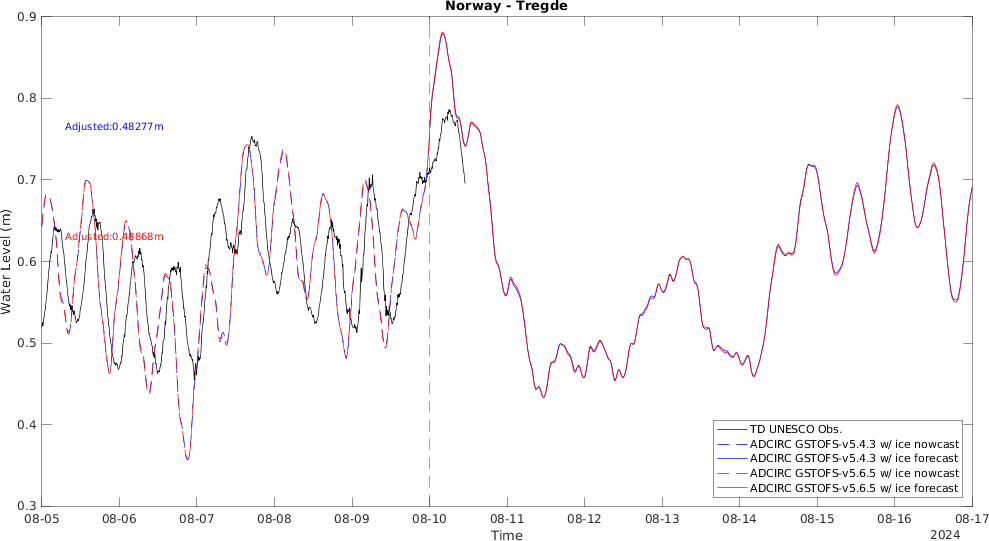 Norway - Tregde
0.9
0.8
0.7
0.6
0.5
0.4
0.3
Water Level (m)
Adjusted:0.48277m
Adjusted:0.48868m
TD UNESCO Obs.
ADCIRC GSTOFS-v5.4.3 w/ ice nowcast
ADCIRC GSTOFS-v5.4.3 w/ ice forecast
ADCIRC GSTOFS-v5.6.5 w/ ice nowcast
ADCIRC GSTOFS-v5.6.5 w/ ice forecast
08-05 08-06 08-07 08-08 08-09 08-10 08-11 08-12 08-13 08-14 08-15 08-16 08-17
Time
2024